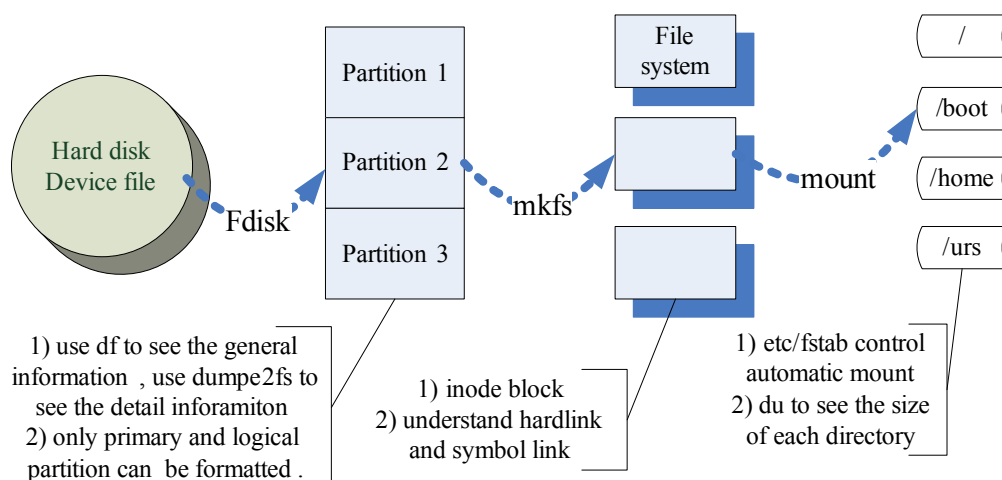 Hard disk
Device file
Fdisk
Partition 1
Partition 2
Partition 3
mkfs
File
system
mount
/
/boot
/home
/urs
1) use df to see the general
information , use dumpe2fs to
see the detail inforamiton
2) only primary and logical
partition can be formatted .
1) inode block
2) understand hardlink
and symbol link
1) etc/fstab control
automatic mount
2) du to see the size
of each directory